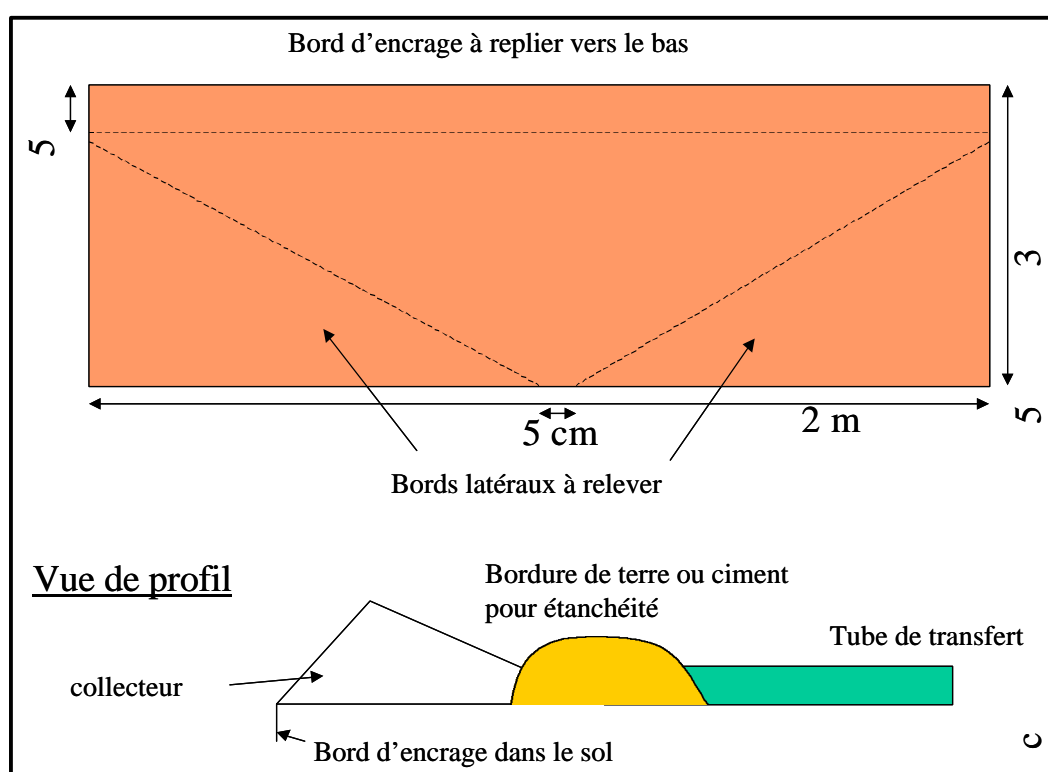 Bord d’encrage à replier vers le bas
5
3
5
c
5 cm
2 m
Bords latéraux à relever
Vue de profil
Bordure de terre ou ciment
pour étanchéité
Tube de transfert
collecteur
Bord d’encrage dans le sol